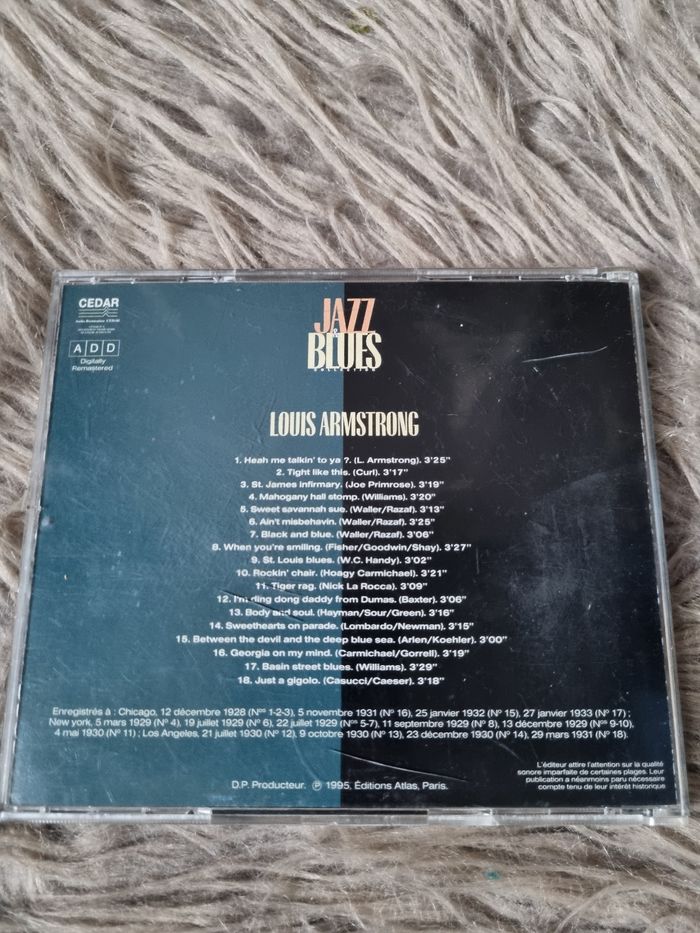 CEDAR
ADD
Digitally
Remastered
JAZZ
&
BLUES
COLLECTION
LOUIS ARMSTRONG
1. Heah me talkin' to ya ?. (L. Armstrong). 3'25"
2. Tight like this. (Curl). 3'17"
3. St. James infirmary. (Joe Primrose). 3'19"
4. Mahogany hall stomp. (Williams). 3'20"
5. Sweet savannah sue. (Waller/Razaf). 3'13"
6. Ain't misbehavin. (Waller/Razaf). 3'25"
7. Black and blue. (Waller/Razaf). 3'06"
8. When you're smiling. (Fisher/Goodwin/Shay). 3'27"
9. St. Louis blues. (W.C. Handy). 3'02"
10. Rockin' chair. (Hoagy Carmichael). 3'21"
11. Tiger rag. (Nick La Rocca). 3'09"
12. I'm ding dong daddy from Dumas. (Baxter). 3'06"
13. Body and soul. (Hayman/Sour/Green). 3'16"
14. Sweethearts on parade. (Lombardo/Newman). 3'15"
15. Between the devil and the deep blue sea. (Arlen/Koehler). 3'00"
16. Georgia on my mind. (Carmichael/Gorrell). 3'19"
17. Basin street blues. (Williams). 3'29"
18. Just a gigolo. (Casucci/Caeser). 3'18"
Enregistrés à : Chicago, 12 décembre 1928 (Nos 1-2-3), 5 novembre 1931 (No 16), 25 janvier 1932 (No 15), 27 janvier 1933 (No 17) ;
New york, 5 mars 1929 (No 4), 19 juillet 1929 (No 6), 22 juillet 1929 (Nos 5-7), 11 septembre 1929 (No 8), 13 décembre 1929 (Nos 9-10),
4 mai 1930 (No 11) ; Los Angeles, 21 juillet 1930 (No 12), 9 octobre 1930 (No 13), 23 décembre 1930 (No 14), 29 mars 1931 (No 18).
L'éditeur attire l'attention sur la qualité
sonore imparfaite de certaines plages. Leur
publication a néanmoins paru nécessaire
compte tenu de leur intérêt historique
D.P. Producteur. ℗ 1995, Éditions Atlas, Paris.